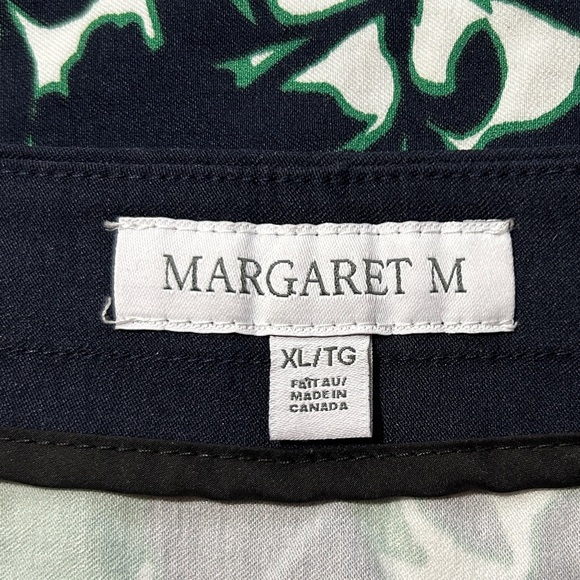 MARGARET M
XL/TG
FAIT AU/
MADE IN
CANADA